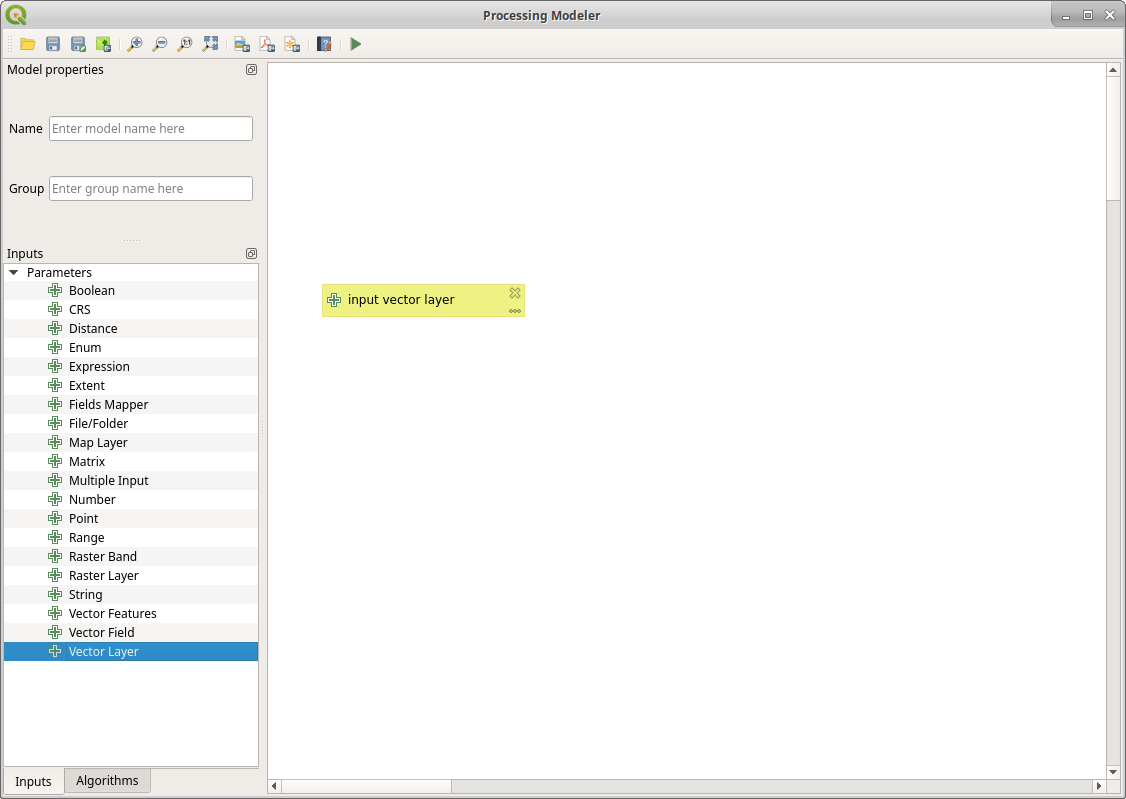 Processing Modeler
1:1
Model properties
Name
Enter model name here
Group
Enter group name here
Inputs
Parameters
Boolean
CRS
Distance
Enum
Expression
Extent
Fields Mapper
File/Folder
Map Layer
Matrix
Multiple Input
Number
Point
Range
Raster Band
Raster Layer
String
Vector Features
Vector Field
Vector Layer
Inputs
Algorithms
input vector layer